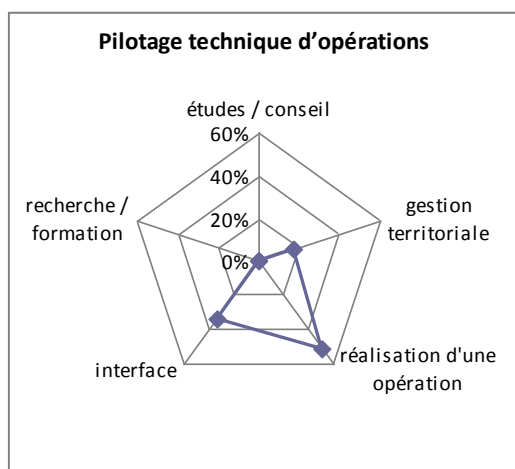 Pilotage technique d’opérations
études / conseil
60%
40%
20%
0%
recherche /
formation
gestion
territoriale
interface
réalisation d'une
opération